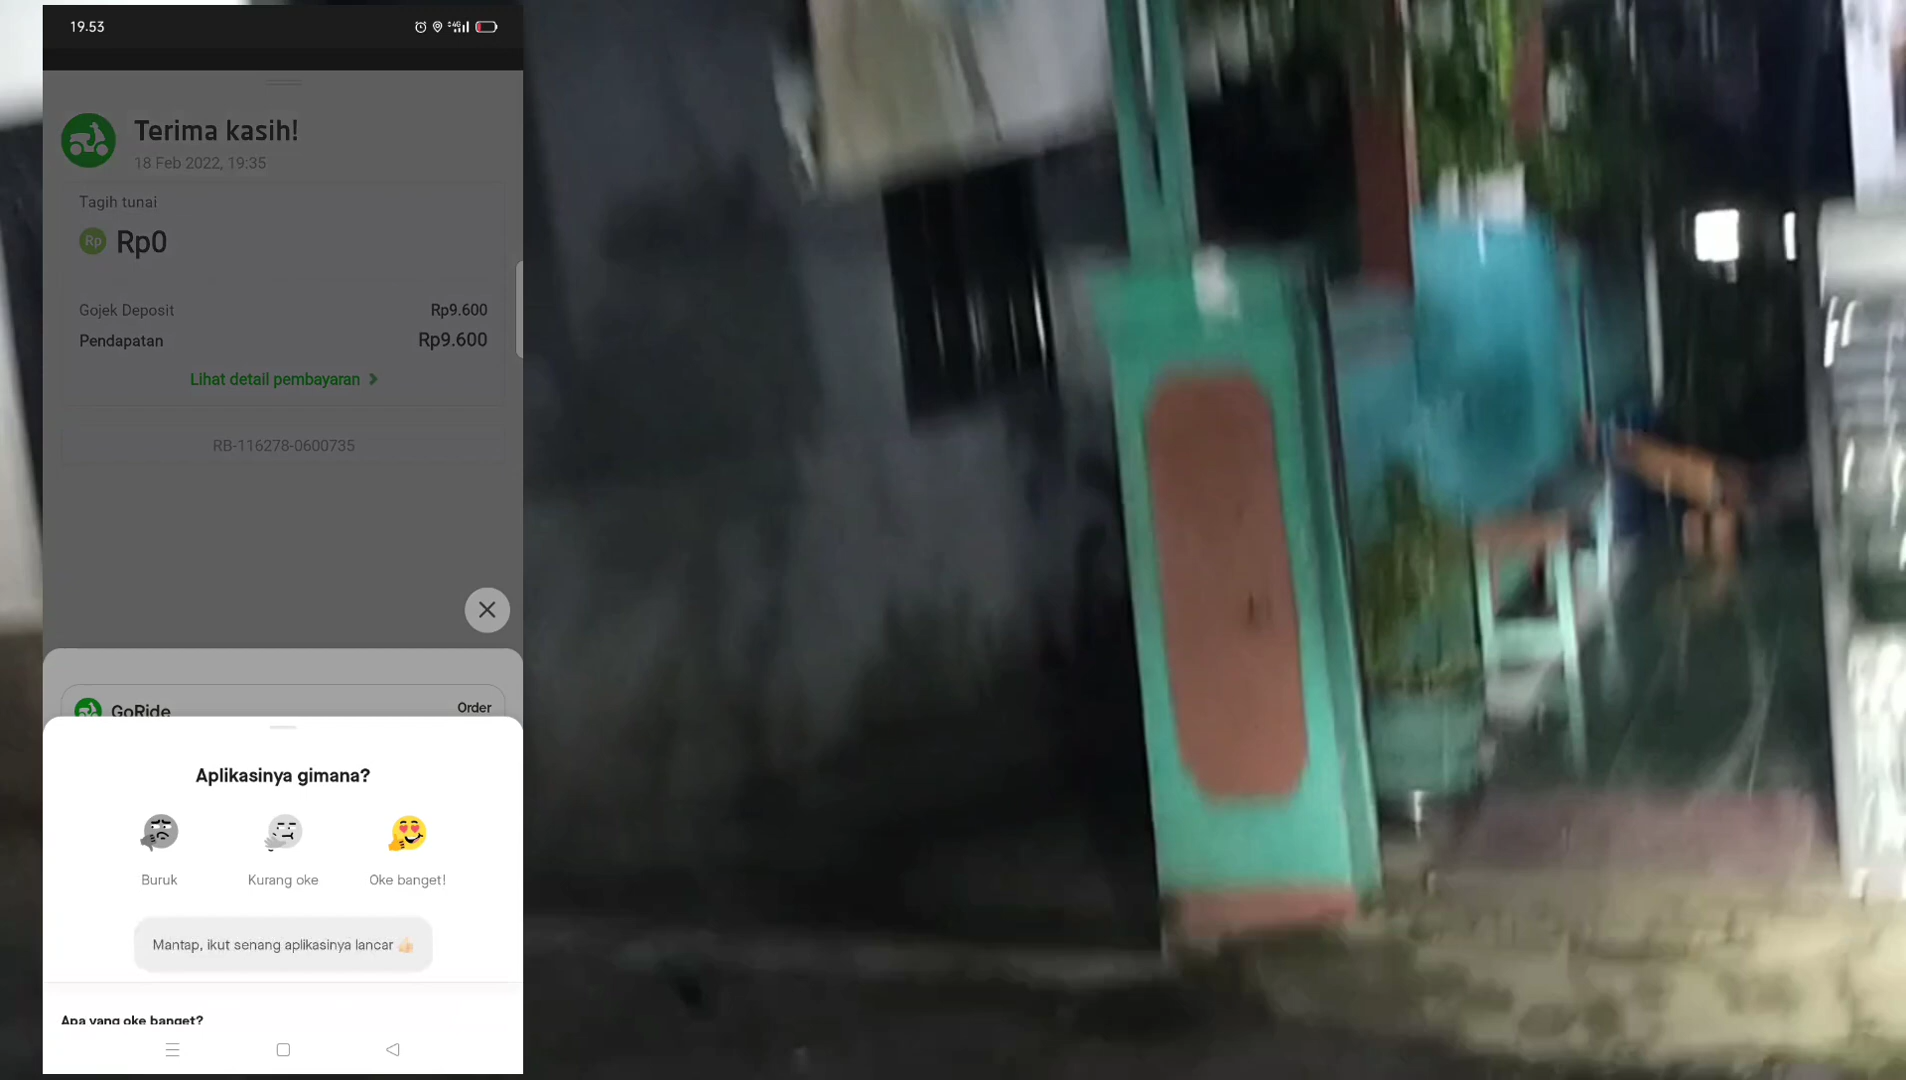 19.53
Terima kasih!
18 Feb 2022, 19:35
Tagih tunai
Rp Rp0
Gojek Deposit Rp9.600
Pendapatan Rp9.600
Lihat detail pembayaran
RB-116278-0600735
GoRide Order
Aplikasinya gimana?
Buruk Kurang oke Oke banget!
Mantap, ikut senang aplikasinya lancar 👍🏻
Apa yang oke banget?